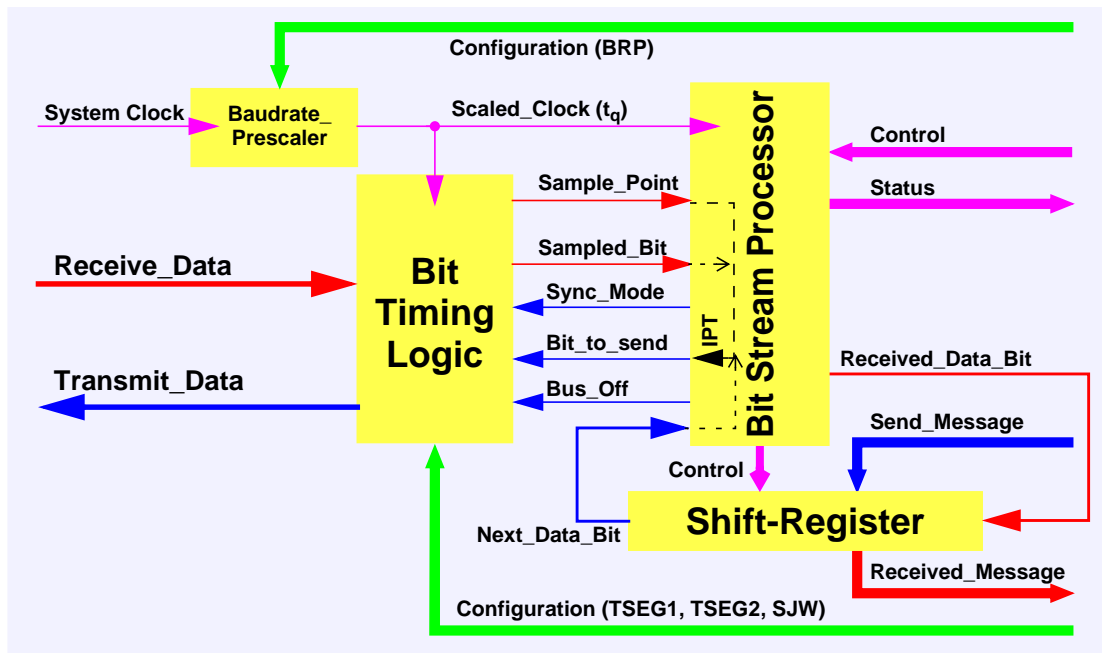 Configuration (BRP)
System Clock
Baudrate_
Prescaler
Scaled_Clock (tq)
Control
Status
Sample_Point
Sampled_Bit
Sync_Mode
Bit_to_send
Bus_Off
Receive_Data
Transmit_Data
Bit
Timing
Logic
IPT
Bit Stream Processor
Received_Data_Bit
Send_Message
Control
Next_Data_Bit
Shift-Register
Received_Message
Configuration (TSEG1, TSEG2, SJW)